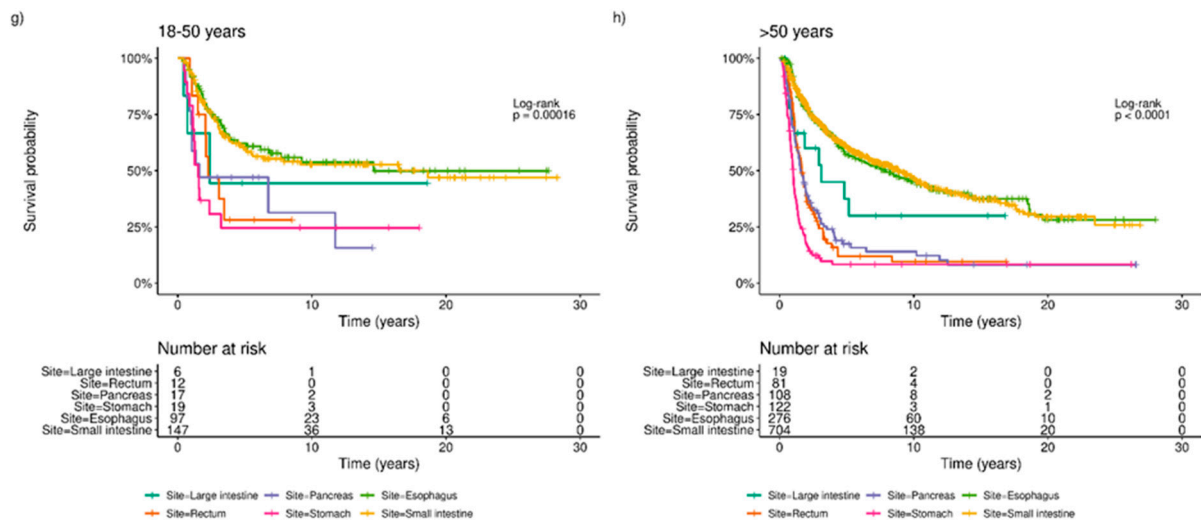 g)
18-50 years
100%
75%
50%
25%
0%
Survival probability
Log-rank
p = 0.00016
0 10 20 30
Time (years)
Number at risk
Site=Large intestine 6 1 0 0
Site=Rectum 12 0 0 0
Site=Pancreas 17 2 0 0
Site=Stomach 19 3 0 0
Site=Esophagus 97 23 6 0
Site=Small intestine 147 36 13 0
0 10 20 30
Time (years)
Site=Large intestine Site=Pancreas Site=Esophagus
Site=Rectum Site=Stomach Site=Small intestine
h)
>50 years
100%
75%
50%
25%
0%
Survival probability
Log-rank
p < 0.0001
0 10 20 30
Time (years)
Number at risk
Site=Large intestine 19 2 0 0
Site=Rectum 81 4 0 0
Site=Pancreas 108 8 2 0
Site=Stomach 122 3 1 0
Site=Esophagus 276 60 10 0
Site=Small intestine 704 138 20 0
0 10 20 30
Time (years)
Site=Large intestine Site=Pancreas Site=Esophagus
Site=Rectum Site=Stomach Site=Small intestine